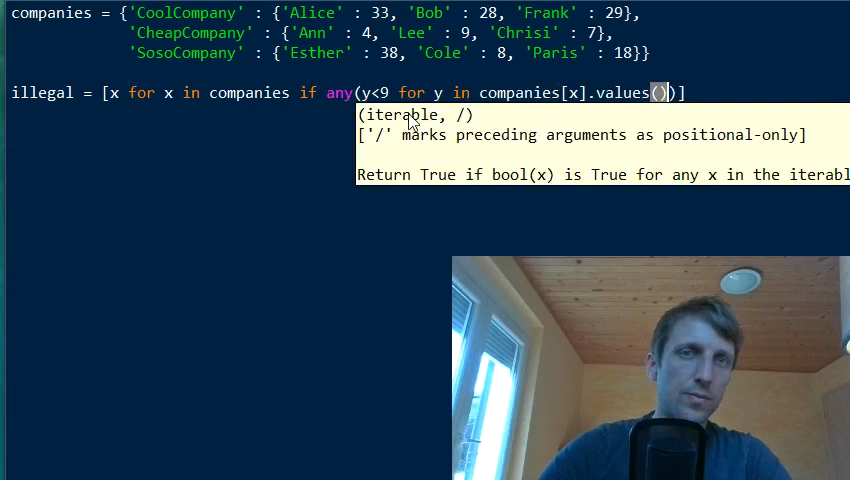 companies = {'CoolCompany' : {'Alice' : 33, 'Bob' : 28, 'Frank' : 29},
'CheapCompany' : {'Ann' : 4, 'Lee' : 9, 'Chrisi' : 7},
'SosoCompany' : {'Esther' : 38, 'Cole' : 8, 'Paris' : 18}}
illegal = [x for x in companies if any(y<9 for y in companies[x].values())]
(iterable, /)
['/' marks preceding arguments as positional-only]
Return True if bool(x) is True for any x in the iterabl